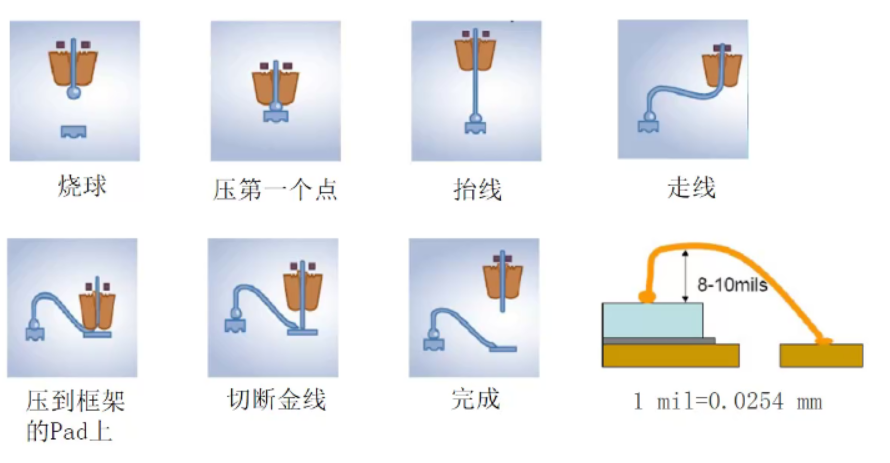 烧球
压第一个点
抬线
走线
8-10mils
压到框架
的Pad上
切断金线
完成
1 mil=0.0254 mm